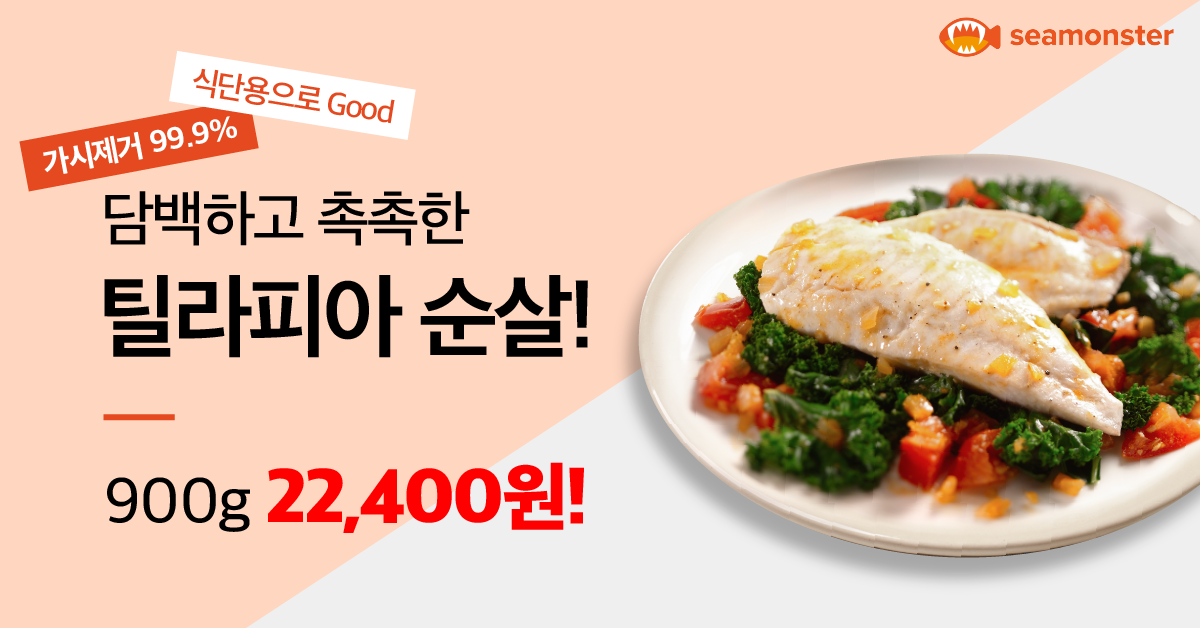 seamonster
식단용으로 Good
가시제거 99.9%
담백하고 촉촉한
틸라피아 순살!
900g 22,400원!